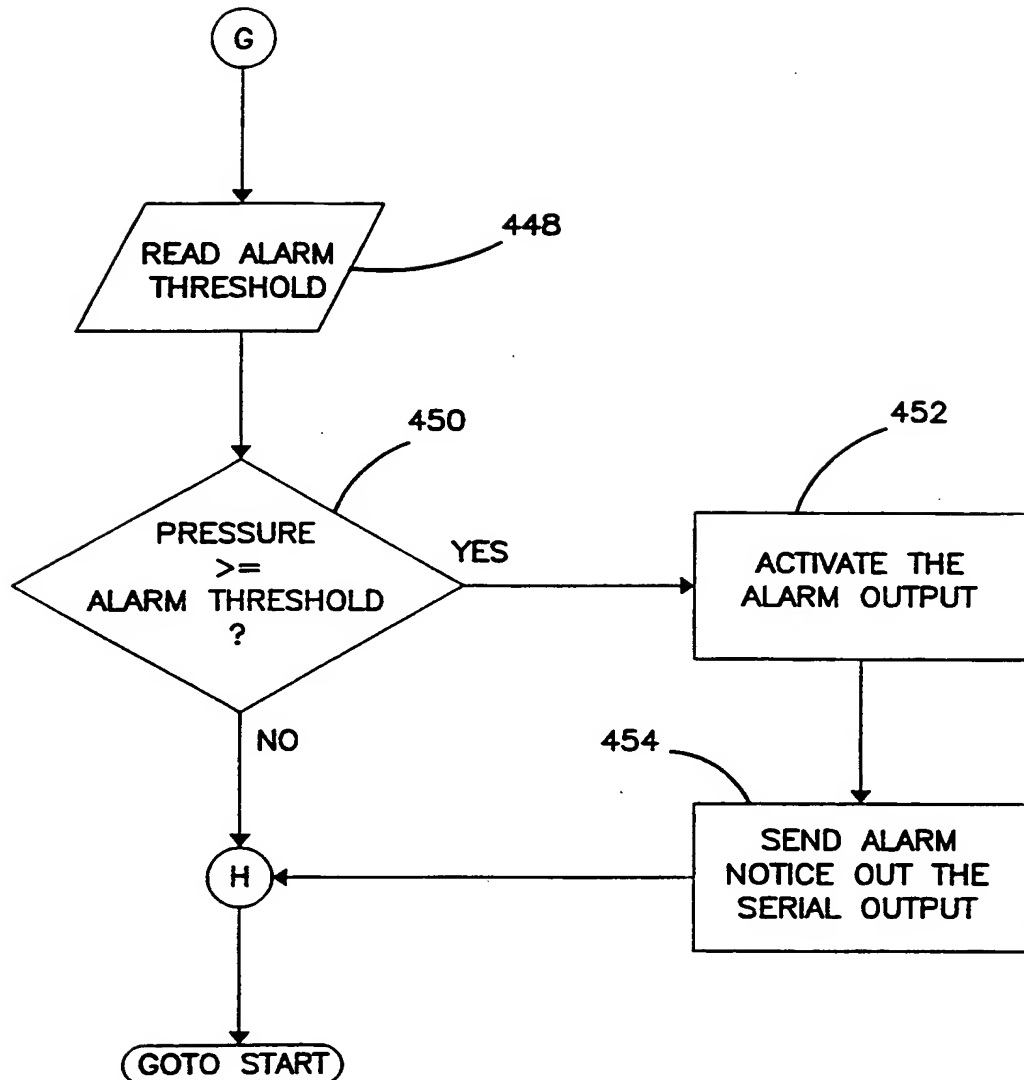 G
READ ALARM
THRESHOLD
448
450
PRESSURE
>=
ALARM THRESHOLD
?
YES
452
ACTIVATE THE
ALARM OUTPUT
NO
454
SEND ALARM
NOTICE OUT THE
SERIAL OUTPUT
H
GOTO START